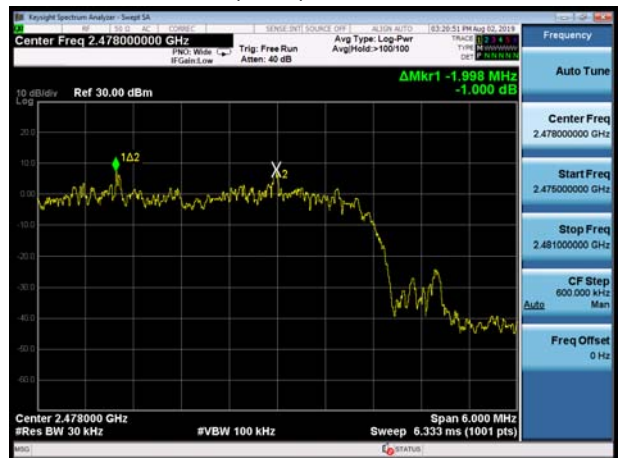 Keysight Spectrum Analyzer - Swept SA
RF 50 Ω AC CORREC SENSE:INT SOURCE OFF ALIGN AUTO 03:20:51 PM Aug 02, 2019
Center Freq 2.478000000 GHz
PNO: Wide
IFGain:Low
Trig: Free Run
Atten: 40 dB
Avg Type: Log-Pwr
Avg|Hold:>100/100
TRACE 1 2 3 4 5
TYPE M
DET P N N N N N
ΔMkr1 -1.998 MHz
-1.000 dB
10 dB/div Ref 30.00 dBm
Log
20.0
10.0
0.00
-10.0
-20.0
-30.0
-40.0
-50.0
-60.0
1Δ2
X2
Center 2.478000 GHz
Span 6.000 MHz
#Res BW 30 kHz
#VBW 100 kHz
Sweep 6.333 ms (1001 pts)
MSG
STATUS
Frequency
Auto Tune
Center Freq
2.478000000 GHz
Start Freq
2.475000000 GHz
Stop Freq
2.481000000 GHz
CF Step
600.000 kHz
Auto Man
Freq Offset
0 Hz